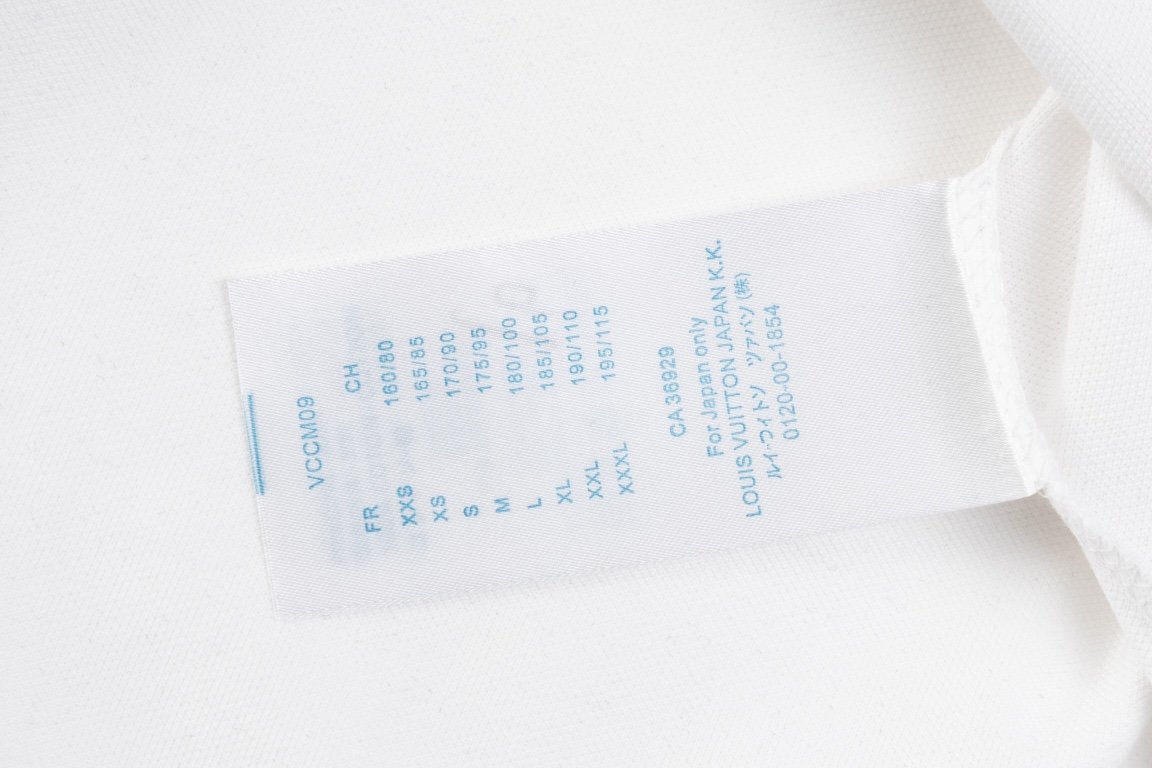 VCCM09
FR CH
XXS 160/80
XS 165/85
S 170/90
M 175/95
L 180/100
XL 185/105
XXL 190/110
XXXL 195/115
CA36929
For Japan only
LOUIS VUITTON JAPAN K.K.
ルイ・ヴィトン ジャパン(株)
0120-00-1854